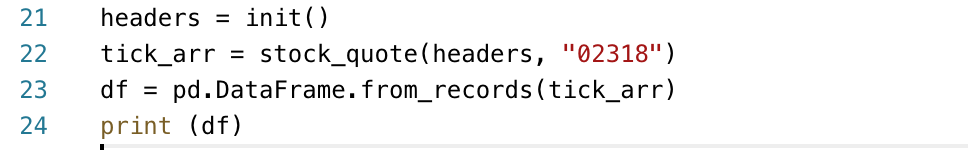 21 headers = init()
22 tick_arr = stock_quote(headers, "02318")
23 df = pd.DataFrame.from_records(tick_arr)
24 print (df)